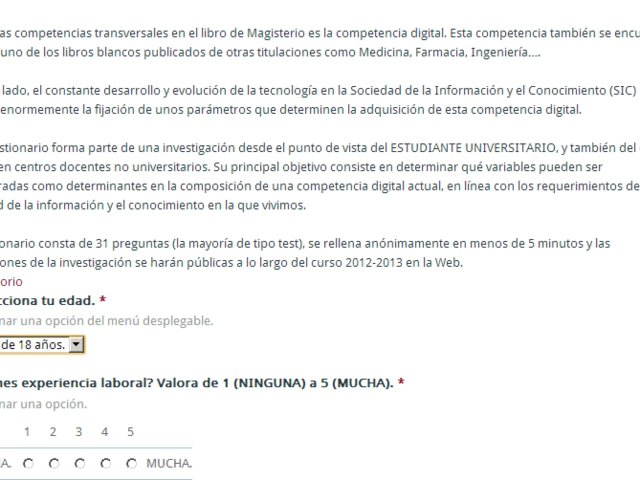 as competencias transversales en el libro de Magisterio es la competencia digital. Esta competencia también se encu
uno de los libros blancos publicados de otras titulaciones como Medicina, Farmacia, Ingeniería....
lado, el constante desarrollo y evolución de la tecnología en la Sociedad de la Información y el Conocimiento (SIC)
enormemente la fijación de unos parámetros que determinen la adquisición de esta competencia digital.
stionario forma parte de una investigación desde el punto de vista del ESTUDIANTE UNIVERSITARIO, y también del
en centros docentes no universitarios. Su principal objetivo consiste en determinar qué variables pueden ser
radas como determinantes en la composición de una competencia digital actual, en línea con los requerimientos de
d de la información y el conocimiento en la que vivimos.
onario consta de 31 preguntas (la mayoría de tipo test), se rellena anónimamente en menos de 5 minutos y las
ones de la investigación se harán públicas a lo largo del curso 2012-2013 en la Web.
orio
cciona tu edad. *
nar una opción del menú desplegable.
de 18 años.
nes experiencia laboral? Valora de 1 (NINGUNA) a 5 (MUCHA). *
nar una opción.
1 2 3 4 5
A. MUCHA.